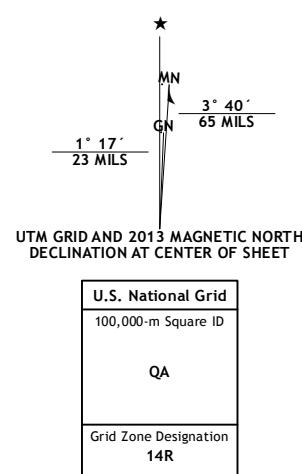 ★
MN
3° 40´
65 MILS
GN
1° 17´
23 MILS
UTM GRID AND 2013 MAGNETIC NORTH
DECLINATION AT CENTER OF SHEET
U.S. National Grid
100,000-m Square ID
QA
Grid Zone Designation
14R